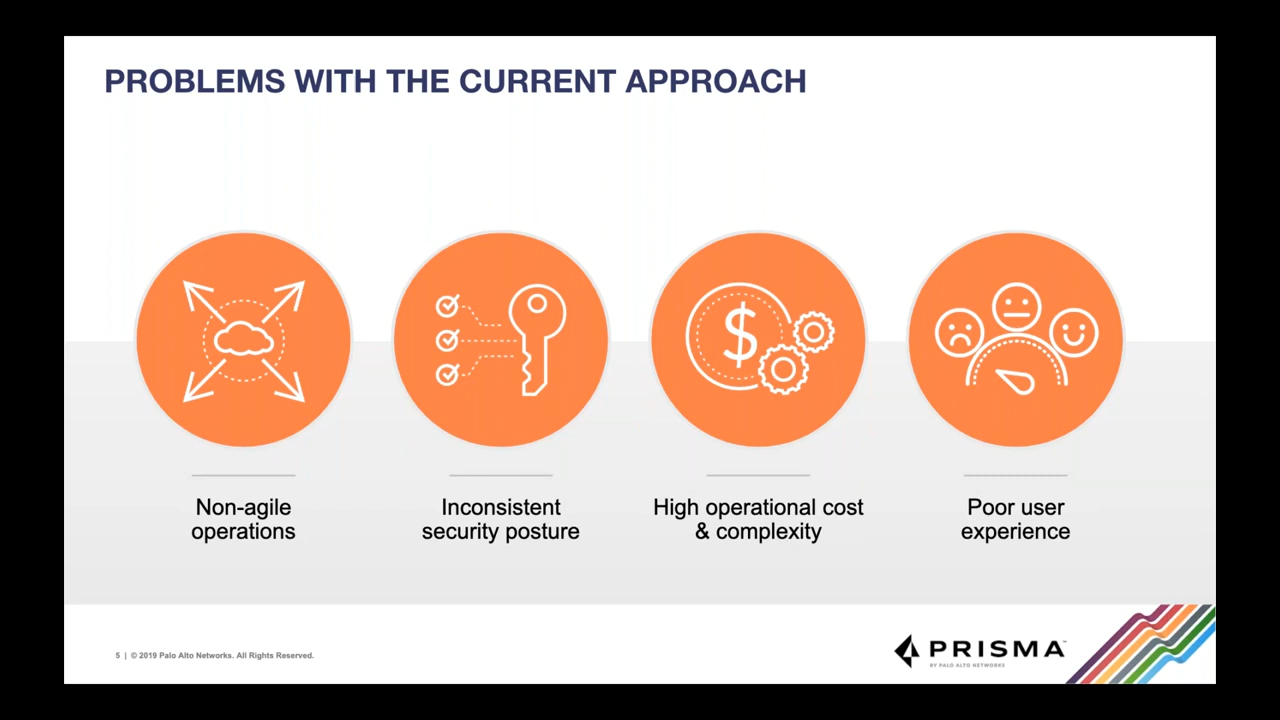 PROBLEMS WITH THE CURRENT APPROACH
$
Non-agile
operations
Inconsistent
security posture
High operational cost
& complexity
Poor user
experience
5 | © 2019 Palo Alto Networks. All Rights Reserved.
PRISMA™
BY PALO ALTO NETWORKS